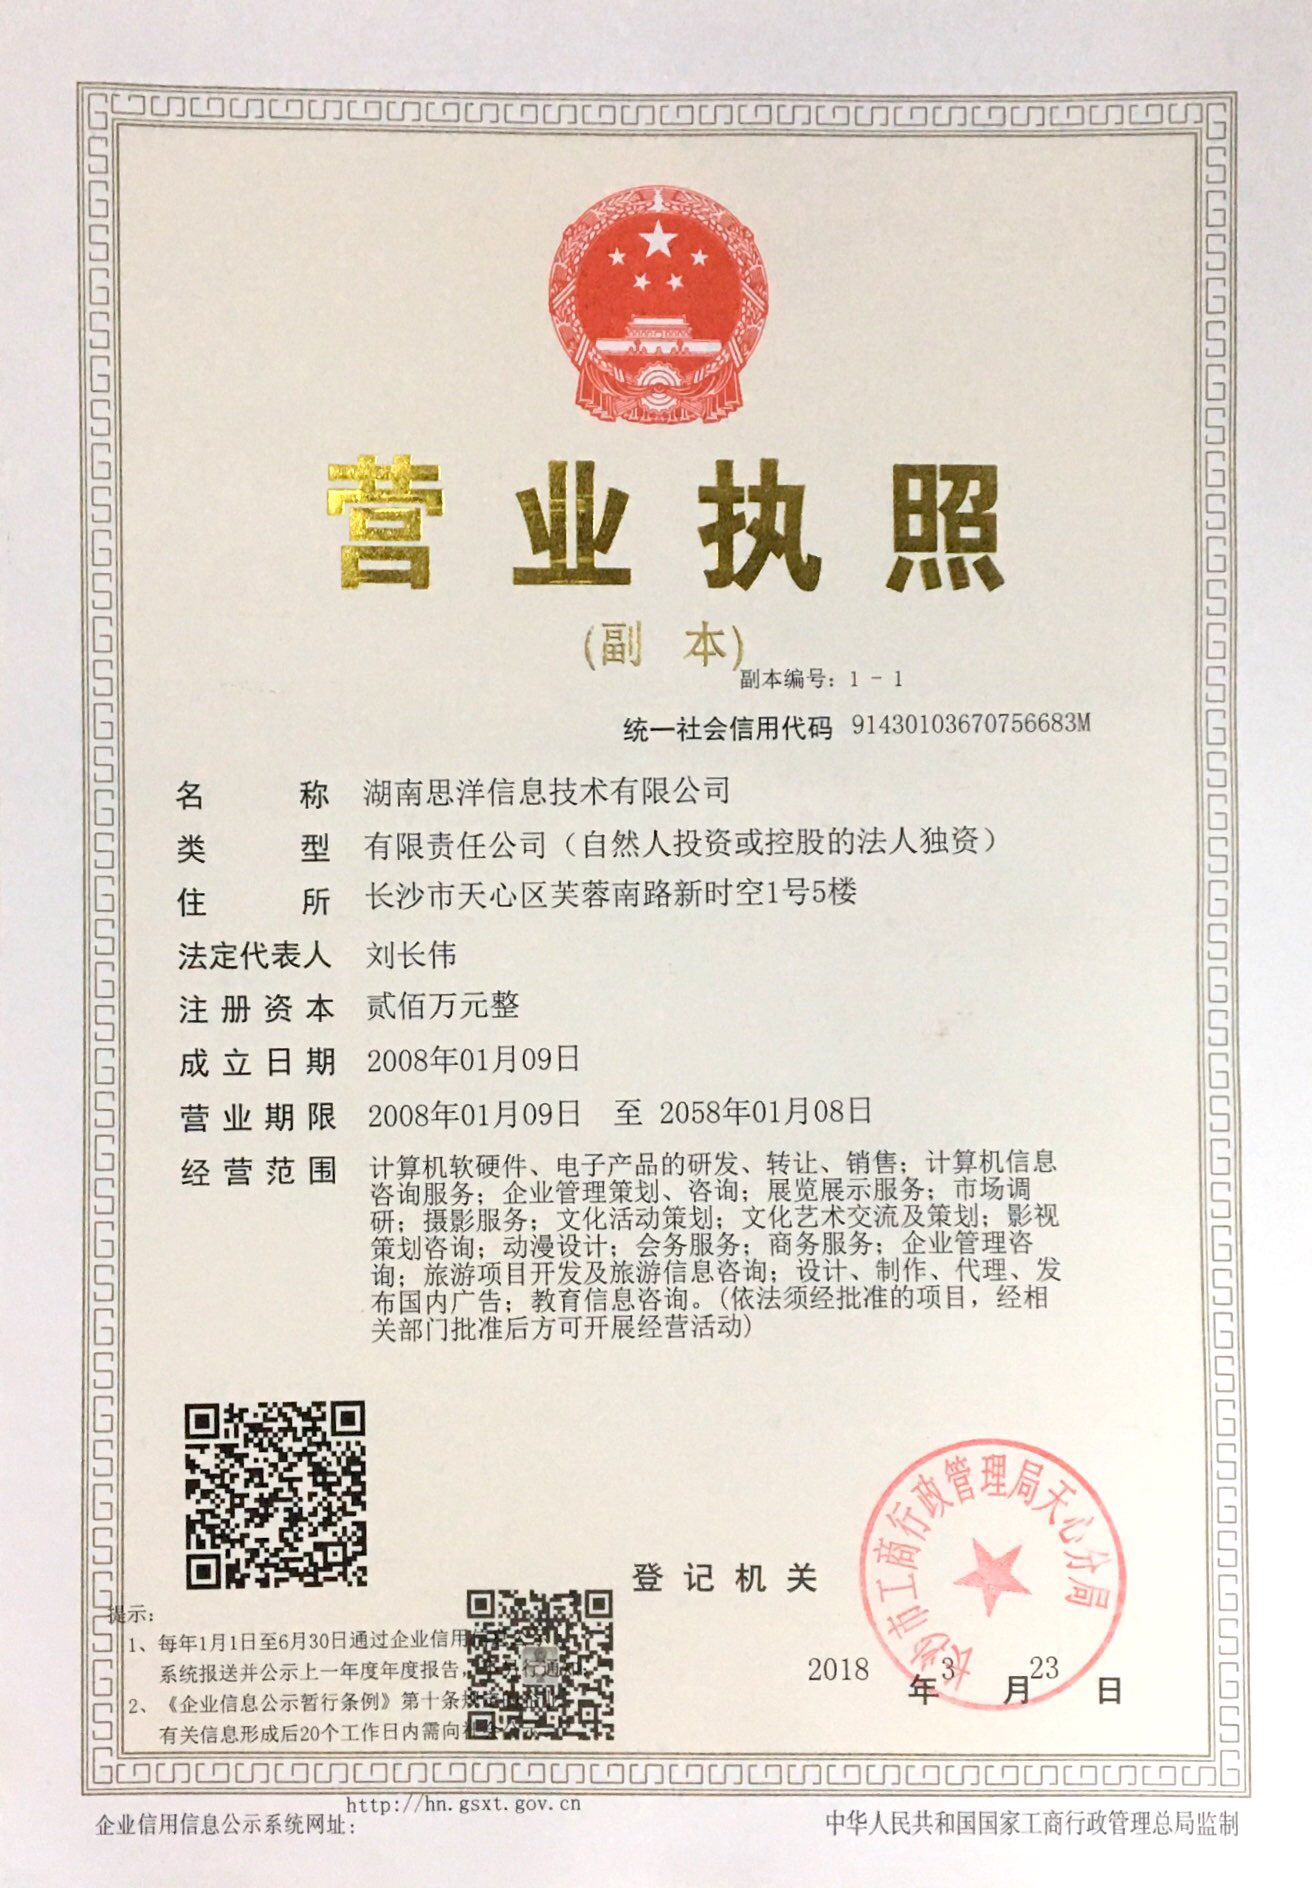 营业执照
(副 本)
副本编号：1 - 1
统一社会信用代码 91430103670756683M
名 称 湖南思洋信息技术有限公司
类 型 有限责任公司（自然人投资或控股的法人独资）
住 所 长沙市天心区芙蓉南路新时空1号5楼
法定代表人 刘长伟
注册资本 贰佰万元整
成立日期 2008年01月09日
营业期限 2008年01月09日 至 2058年01月08日
经营范围 计算机软硬件、电子产品的研发、转让、销售；计算机信息
咨询服务；企业管理策划、咨询；展览展示服务；市场调
研；摄影服务；文化活动策划；文化艺术交流及策划；影视
策划咨询；动漫设计；会务服务；商务服务；企业管理咨
询；旅游项目开发及旅游信息咨询；设计、制作、代理、发
布国内广告；教育信息咨询。(依法须经批准的项目，经相
关部门批准后方可开展经营活动)
登记机关
长沙市工商行政管理局天心分局
2018 年 3 月 23 日
提示：
1、每年1月1日至6月30日通过企业信用
系统报送并公示上一年度年度报告，
2、《企业信息公示暂行条例》第十条
有关信息形成后20个工作日内需向
http://hn.gsxt.gov.cn
企业信用信息公示系统网址：
中华人民共和国国家工商行政管理总局监制